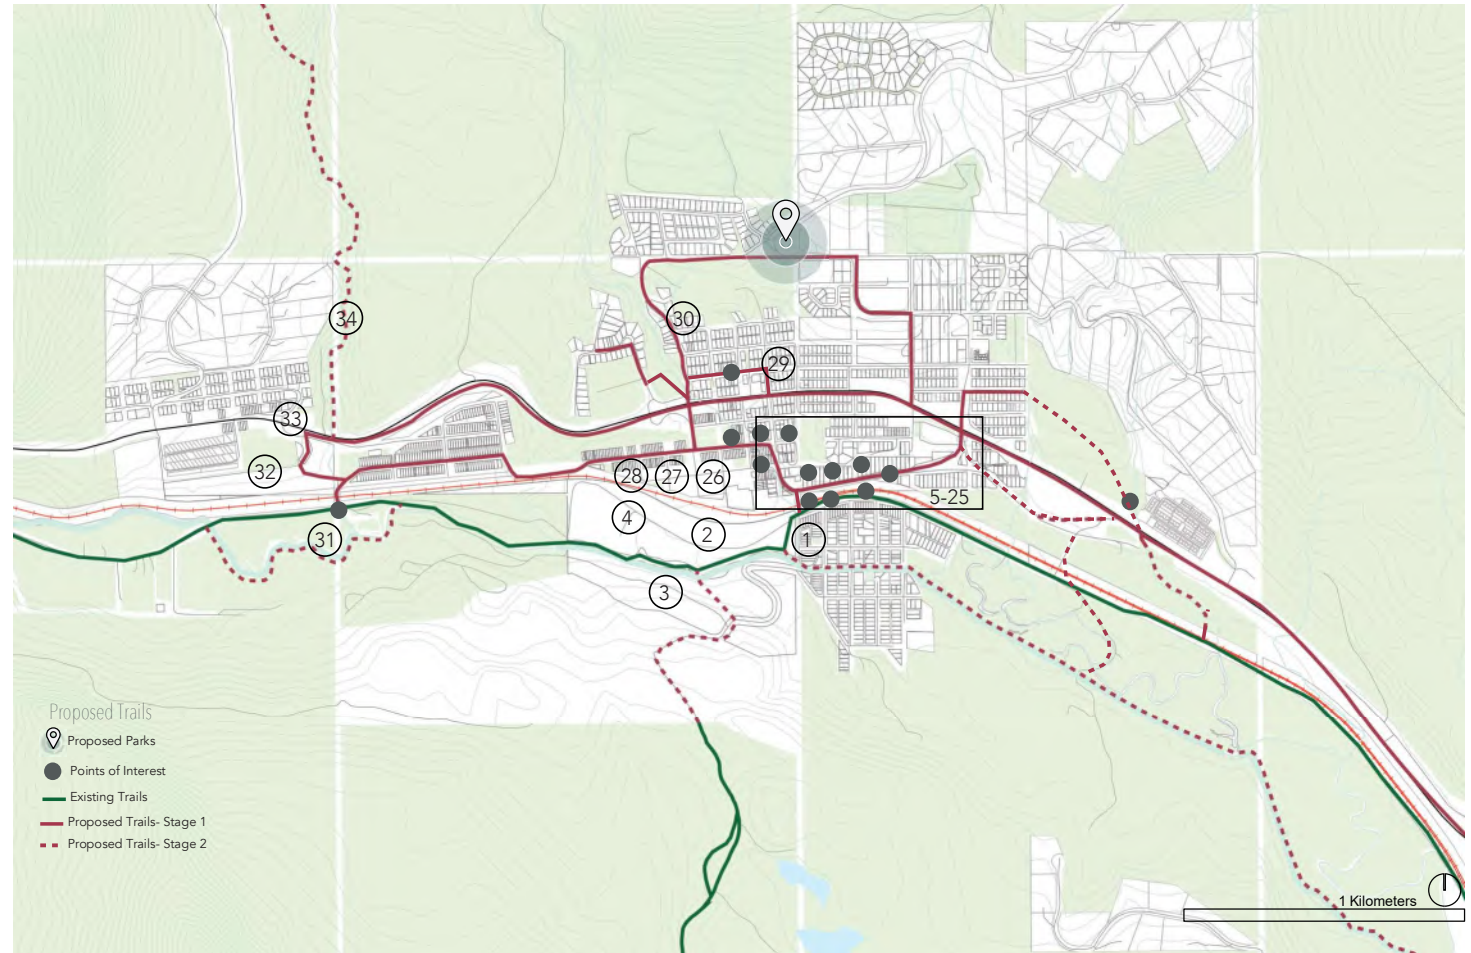 30
34
29
33
32
28
27
26
5-25
4
2
1
31
3
Proposed Trails
Proposed Parks
Points of Interest
Existing Trails
Proposed Trails- Stage 1
Proposed Trails- Stage 2
1 Kilometers